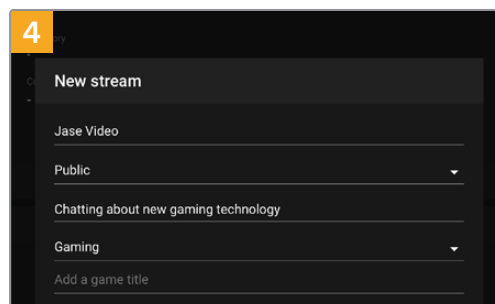 4
New stream
Jase Video
Public
Chatting about new gaming technology
Gaming
Add a game title